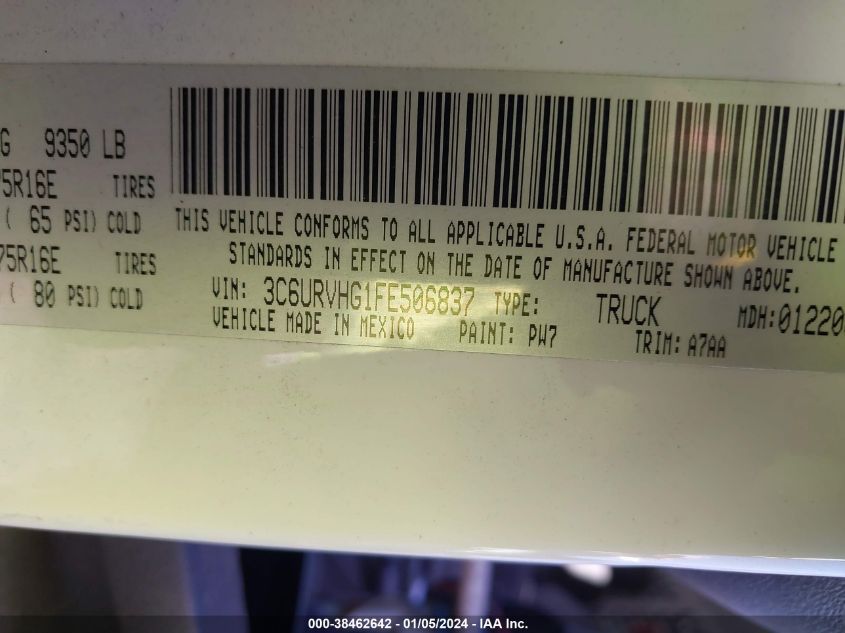 G 9350 LB
75R16E TIRES
( 65 PSI) COLD
75R16E TIRES
( 80 PSI) COLD
THIS VEHICLE CONFORMS TO ALL APPLICABLE U.S.A. FEDERAL MOTOR VEHICLE
STANDARDS IN EFFECT ON THE DATE OF MANUFACTURE SHOWN ABOVE.
VIN: 3C6URVHG1FE506837 TYPE: TRUCK MDH: 01220
VEHICLE MADE IN MEXICO PAINT: PW7 TRIM: A7AA
000-38462642 - 01/05/2024 - IAA Inc.